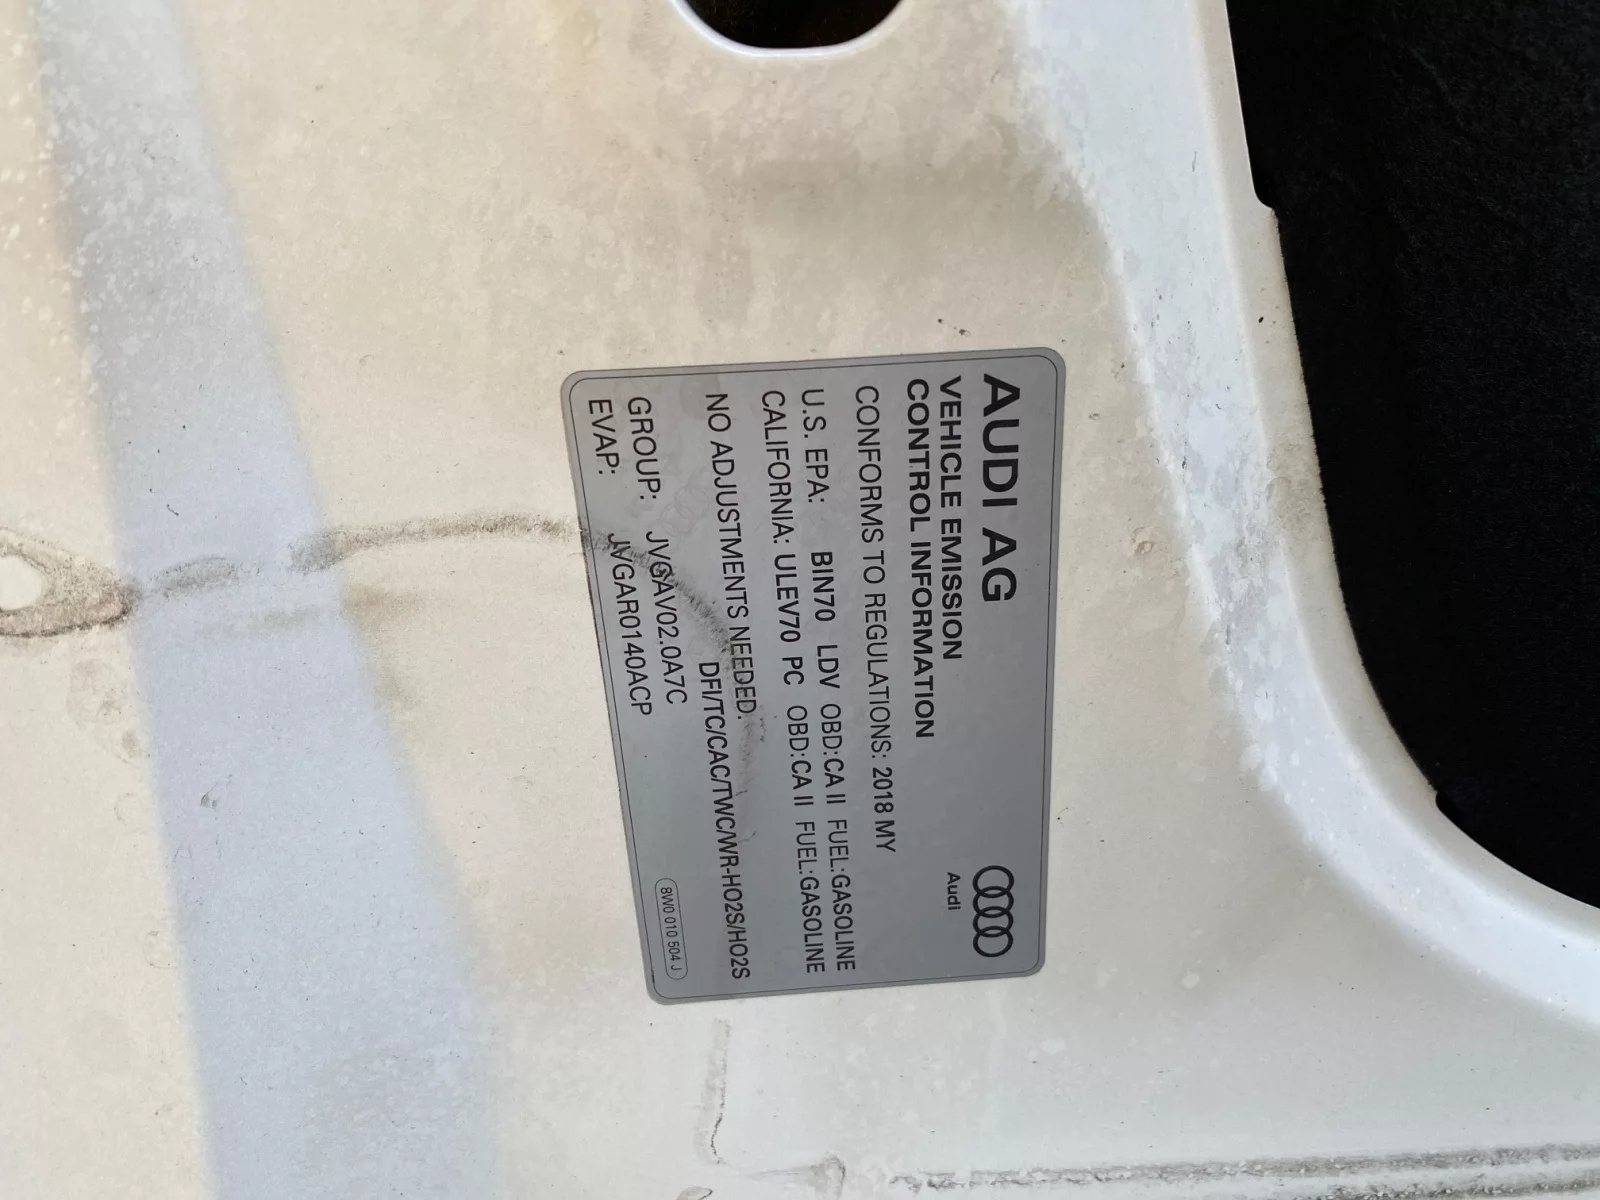 AUDI AG
VEHICLE EMISSION
CONTROL INFORMATION
Audi
CONFORMS TO REGULATIONS: 2018 MY
U.S. EPA: BIN70 LDV OBD:CA II FUEL:GASOLINE
CALIFORNIA: ULEV70 PC OBD:CA II FUEL:GASOLINE
NO ADJUSTMENTS NEEDED.
DFI/TC/CAC/TWC/WR-HO2S/HO2S
GROUP: JVGAV02.0A7C
EVAP: JVGAR0140ACP
8W0 010 504 J